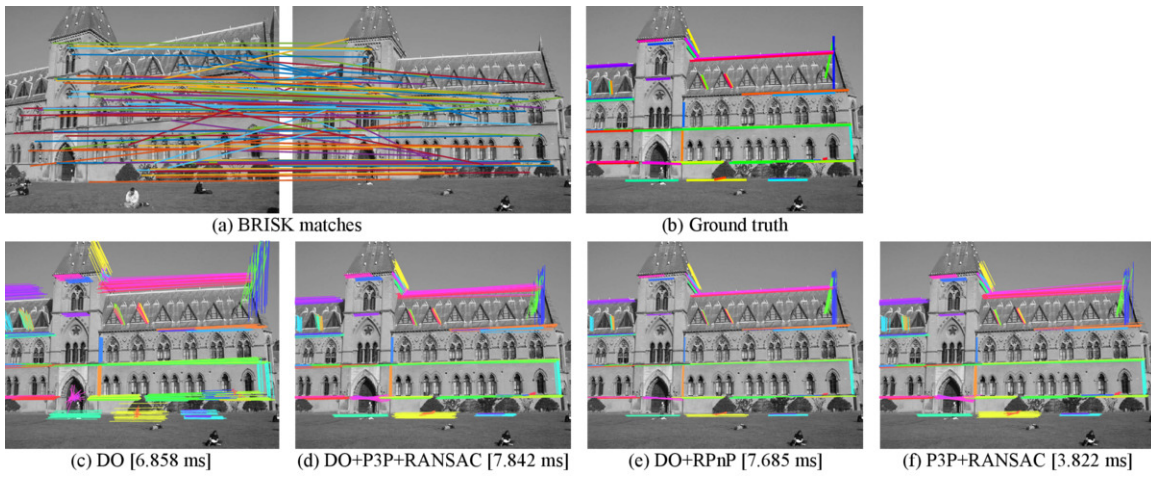 (a) BRISK matches
(b) Ground truth
(c) DO [6.858 ms]
(d) DO+P3P+RANSAC [7.842 ms]
(e) DO+RPnP [7.685 ms]
(f) P3P+RANSAC [3.822 ms]